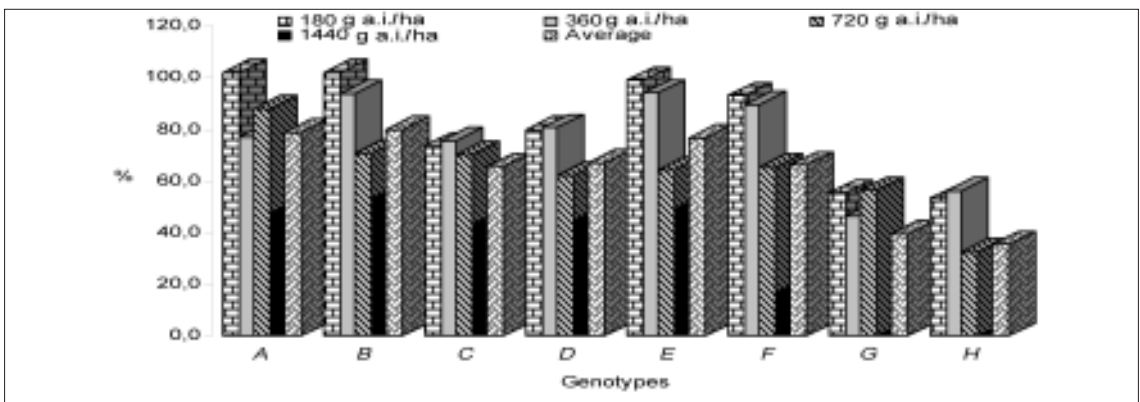 180 g a.i./ha 360 g a.i./ha 720 g a.i./ha
1440 g a.i./ha Average
120,0
100,0
80,0
60,0
40,0
20,0
0,0
%
A B C D E F G H
Genotypes